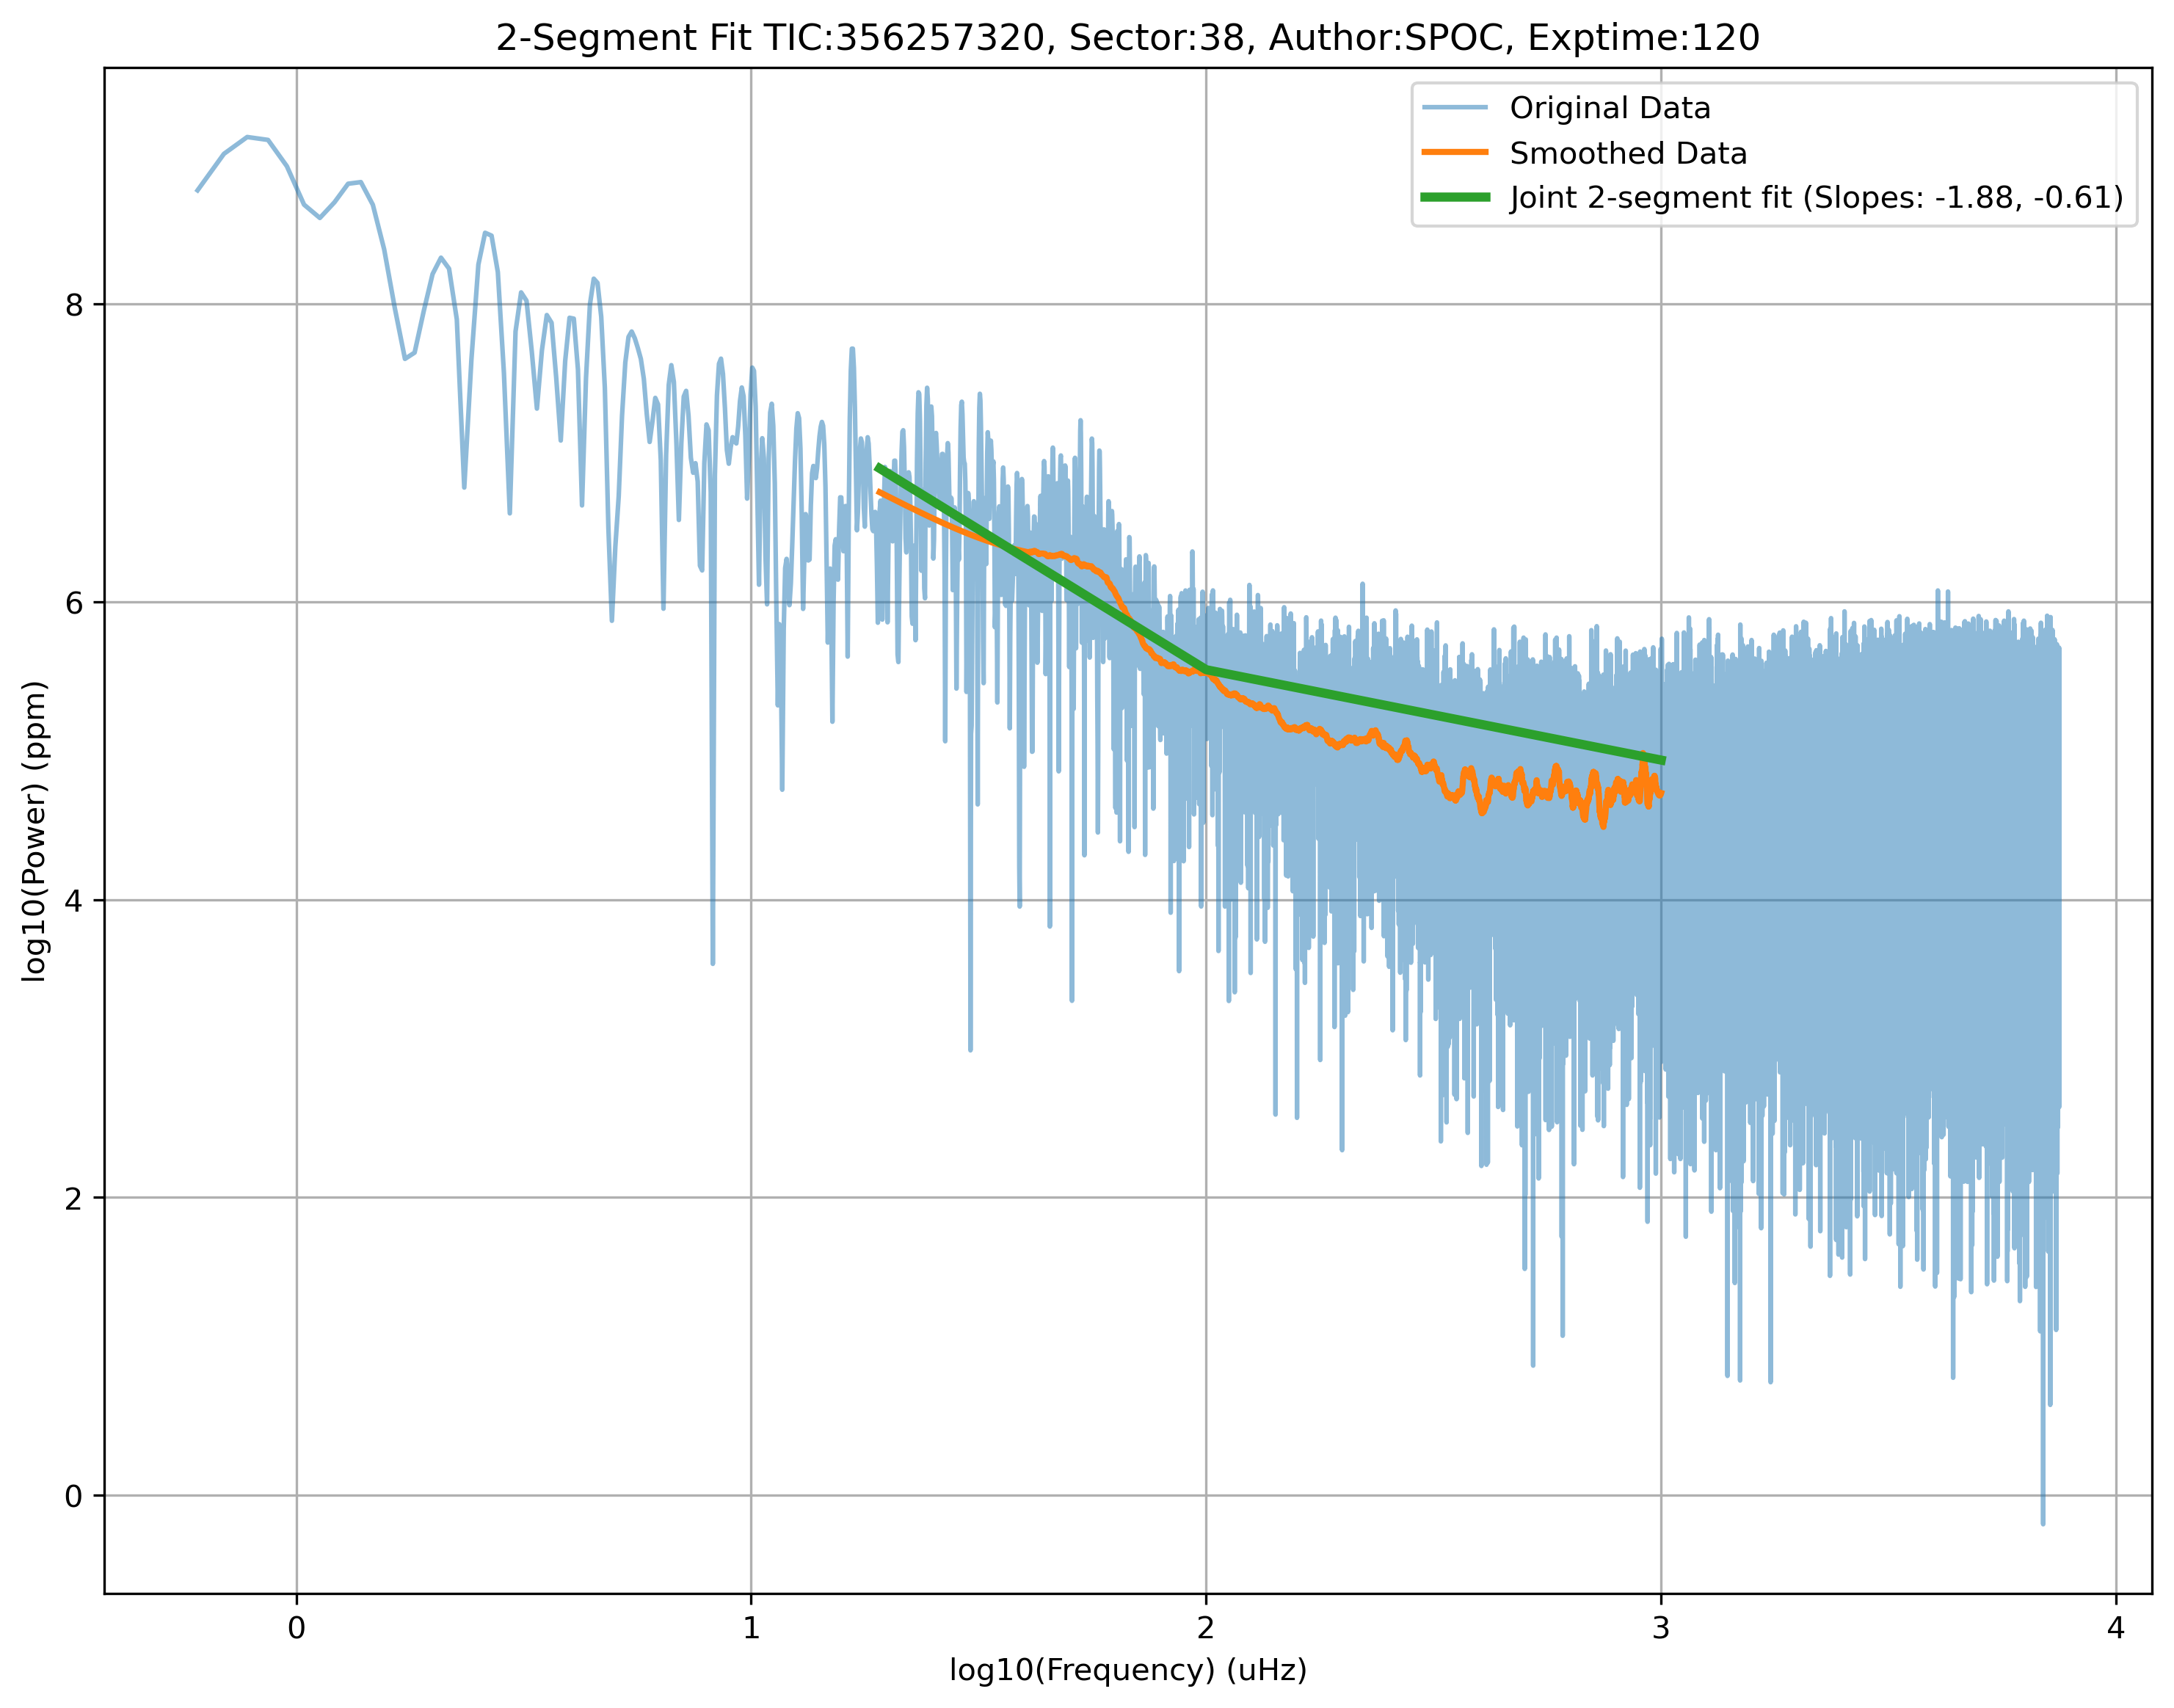 2-Segment Fit TIC:356257320, Sector:38, Author:SPOC, Exptime:120
Original Data
Smoothed Data
Joint 2-segment fit (Slopes: -1.88, -0.61)
log10(Power) (ppm)
8
6
4
2
0
0 1 2 3 4
log10(Frequency) (uHz)